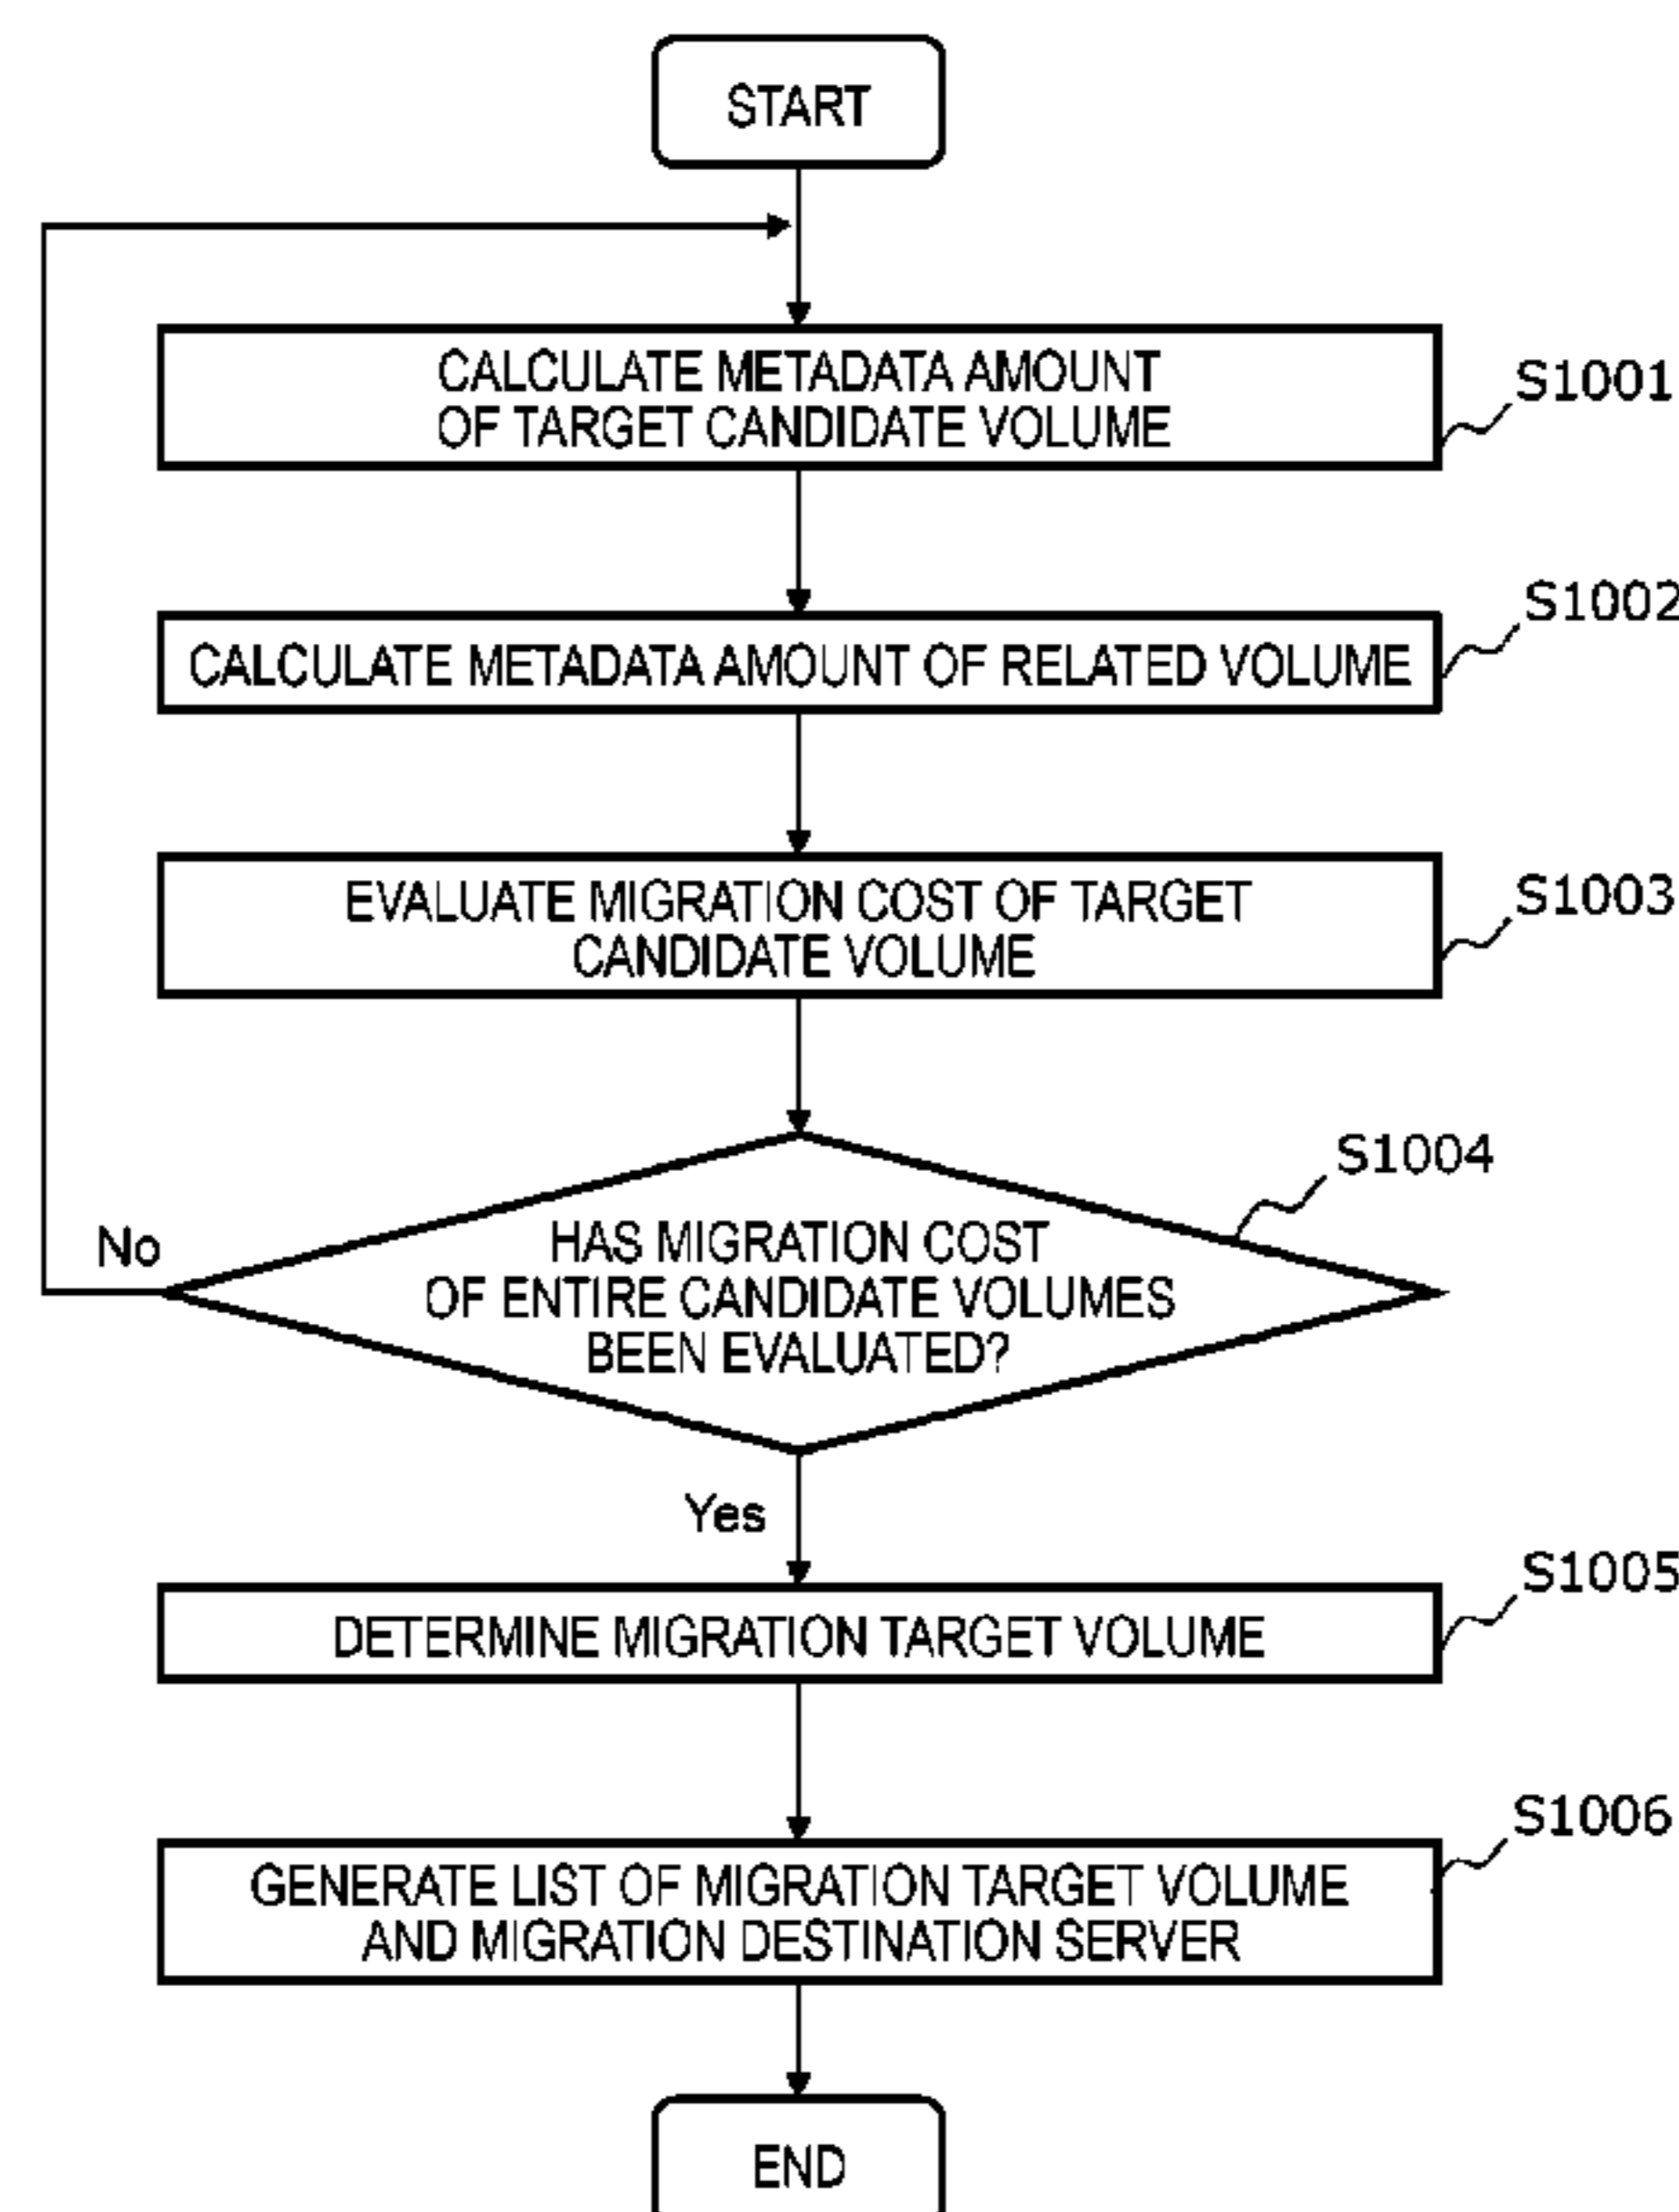 START
CALCULATE METADATA AMOUNT
OF TARGET CANDIDATE VOLUME
S1001
CALCULATE METADATA AMOUNT OF RELATED VOLUME
S1002
EVALUATE MIGRATION COST OF TARGET
CANDIDATE VOLUME
S1003
HAS MIGRATION COST
OF ENTIRE CANDIDATE VOLUMES
BEEN EVALUATED?
S1004
No
Yes
DETERMINE MIGRATION TARGET VOLUME
S1005
GENERATE LIST OF MIGRATION TARGET VOLUME
AND MIGRATION DESTINATION SERVER
S1006
END